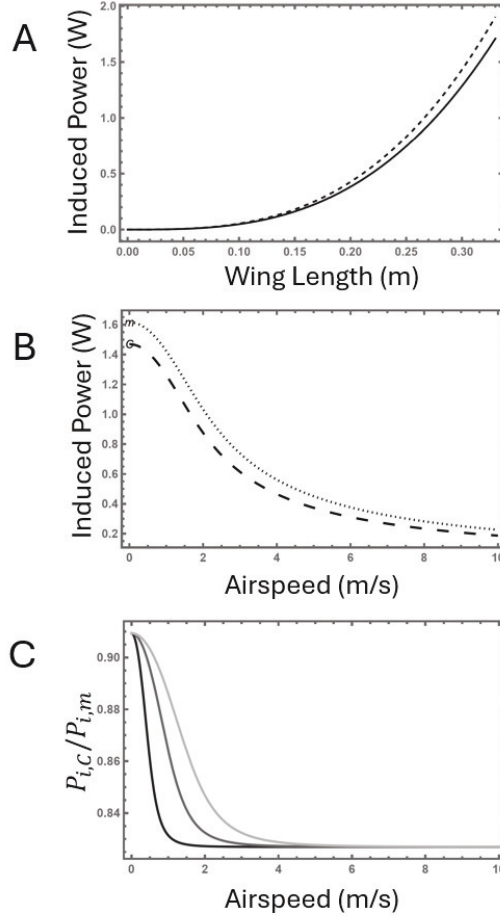 A
Induced Power (W)
2.0
1.5
1.0
0.5
0.0
0.00 0.05 0.10 0.15 0.20 0.25 0.30
Wing Length (m)
B
Induced Power (W)
1.6
1.4
1.2
1.0
0.8
0.6
0.4
0.2
m
0 2 4 6 8 10
Airspeed (m/s)
C
P_{i,C}/P_{i,m}
0.90
0.88
0.86
0.84
0 2 4 6 8 10
Airspeed (m/s)